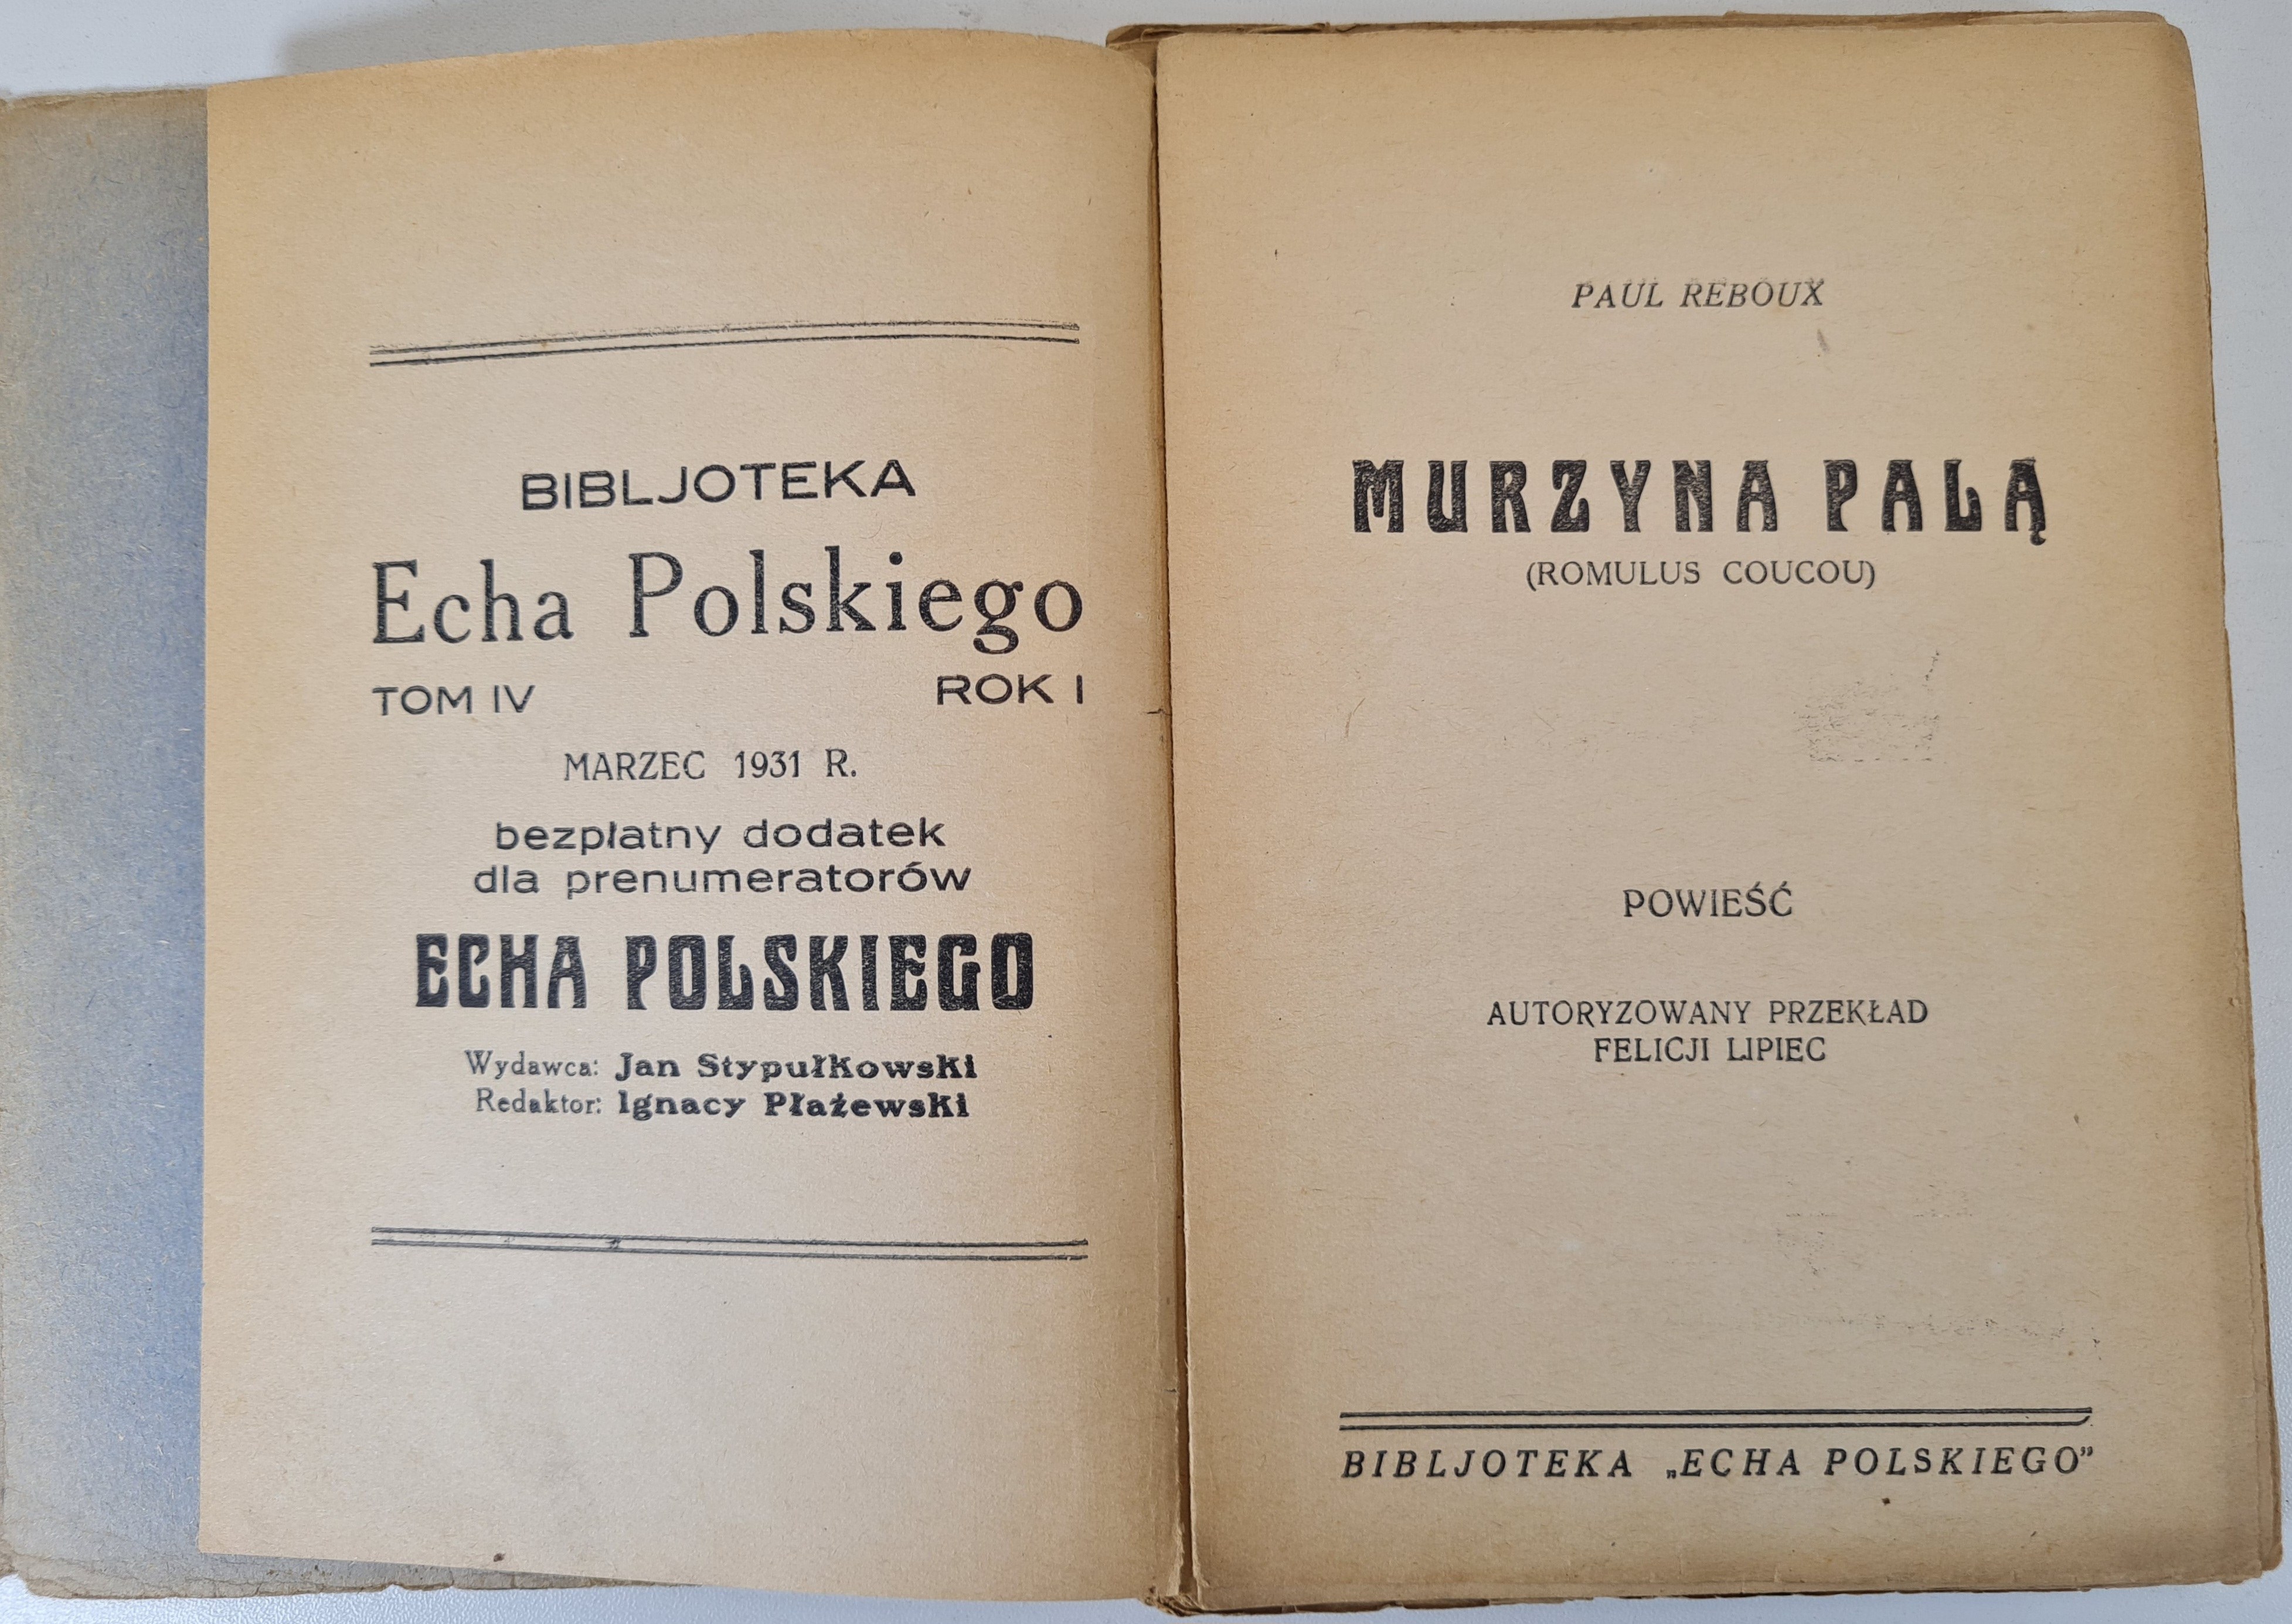 BIBLJOTEKA
Echa Polskiego
TOM IV ROK I
MARZEC 1931 R.
bezpłatny dodatek
dla prenumeratorów
ECHA POLSKIEGO
Wydawca: Jan Stypułkowski
Redaktor: Ignacy Płażewski
PAUL REBOUX
MURZYNA PALĄ
(ROMULUS COUCOU)
POWIEŚĆ
AUTORYZOWANY PRZEKŁAD
FELICJI LIPIEC
BIBLJOTEKA „ECHA POLSKIEGO”